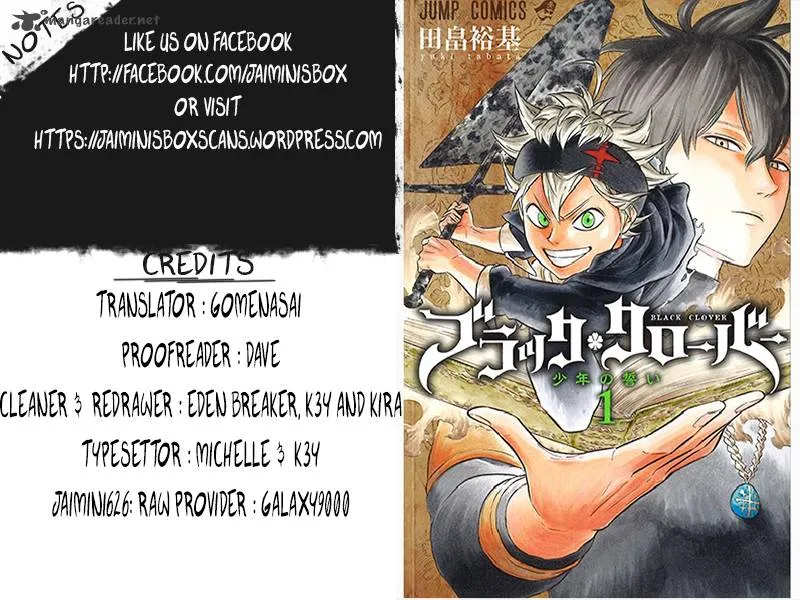 mangareader.net
NOTES
LIKE US ON FACEBOOK
HTTP://FACEBOOK.COM/JAIMINISBOX
OR VISIT
HTTPS://JAIMINISBOXSCANS.WORDPRESS.COM
CREDITS
TRANSLATOR : GOMENASAI
PROOFREADER : DAVE
CLEANER & REDRAWER : EDEN BREAKER, K34 AND KIRA
TYPESETTOR : MICHELLE & K34
JAIMINI626: RAW PROVIDER : GALAXY9000
JUMP COMICS
田畠裕基
yuki tabata
BLACK CLOVER
ブラッククローバー
少年の誓い
1